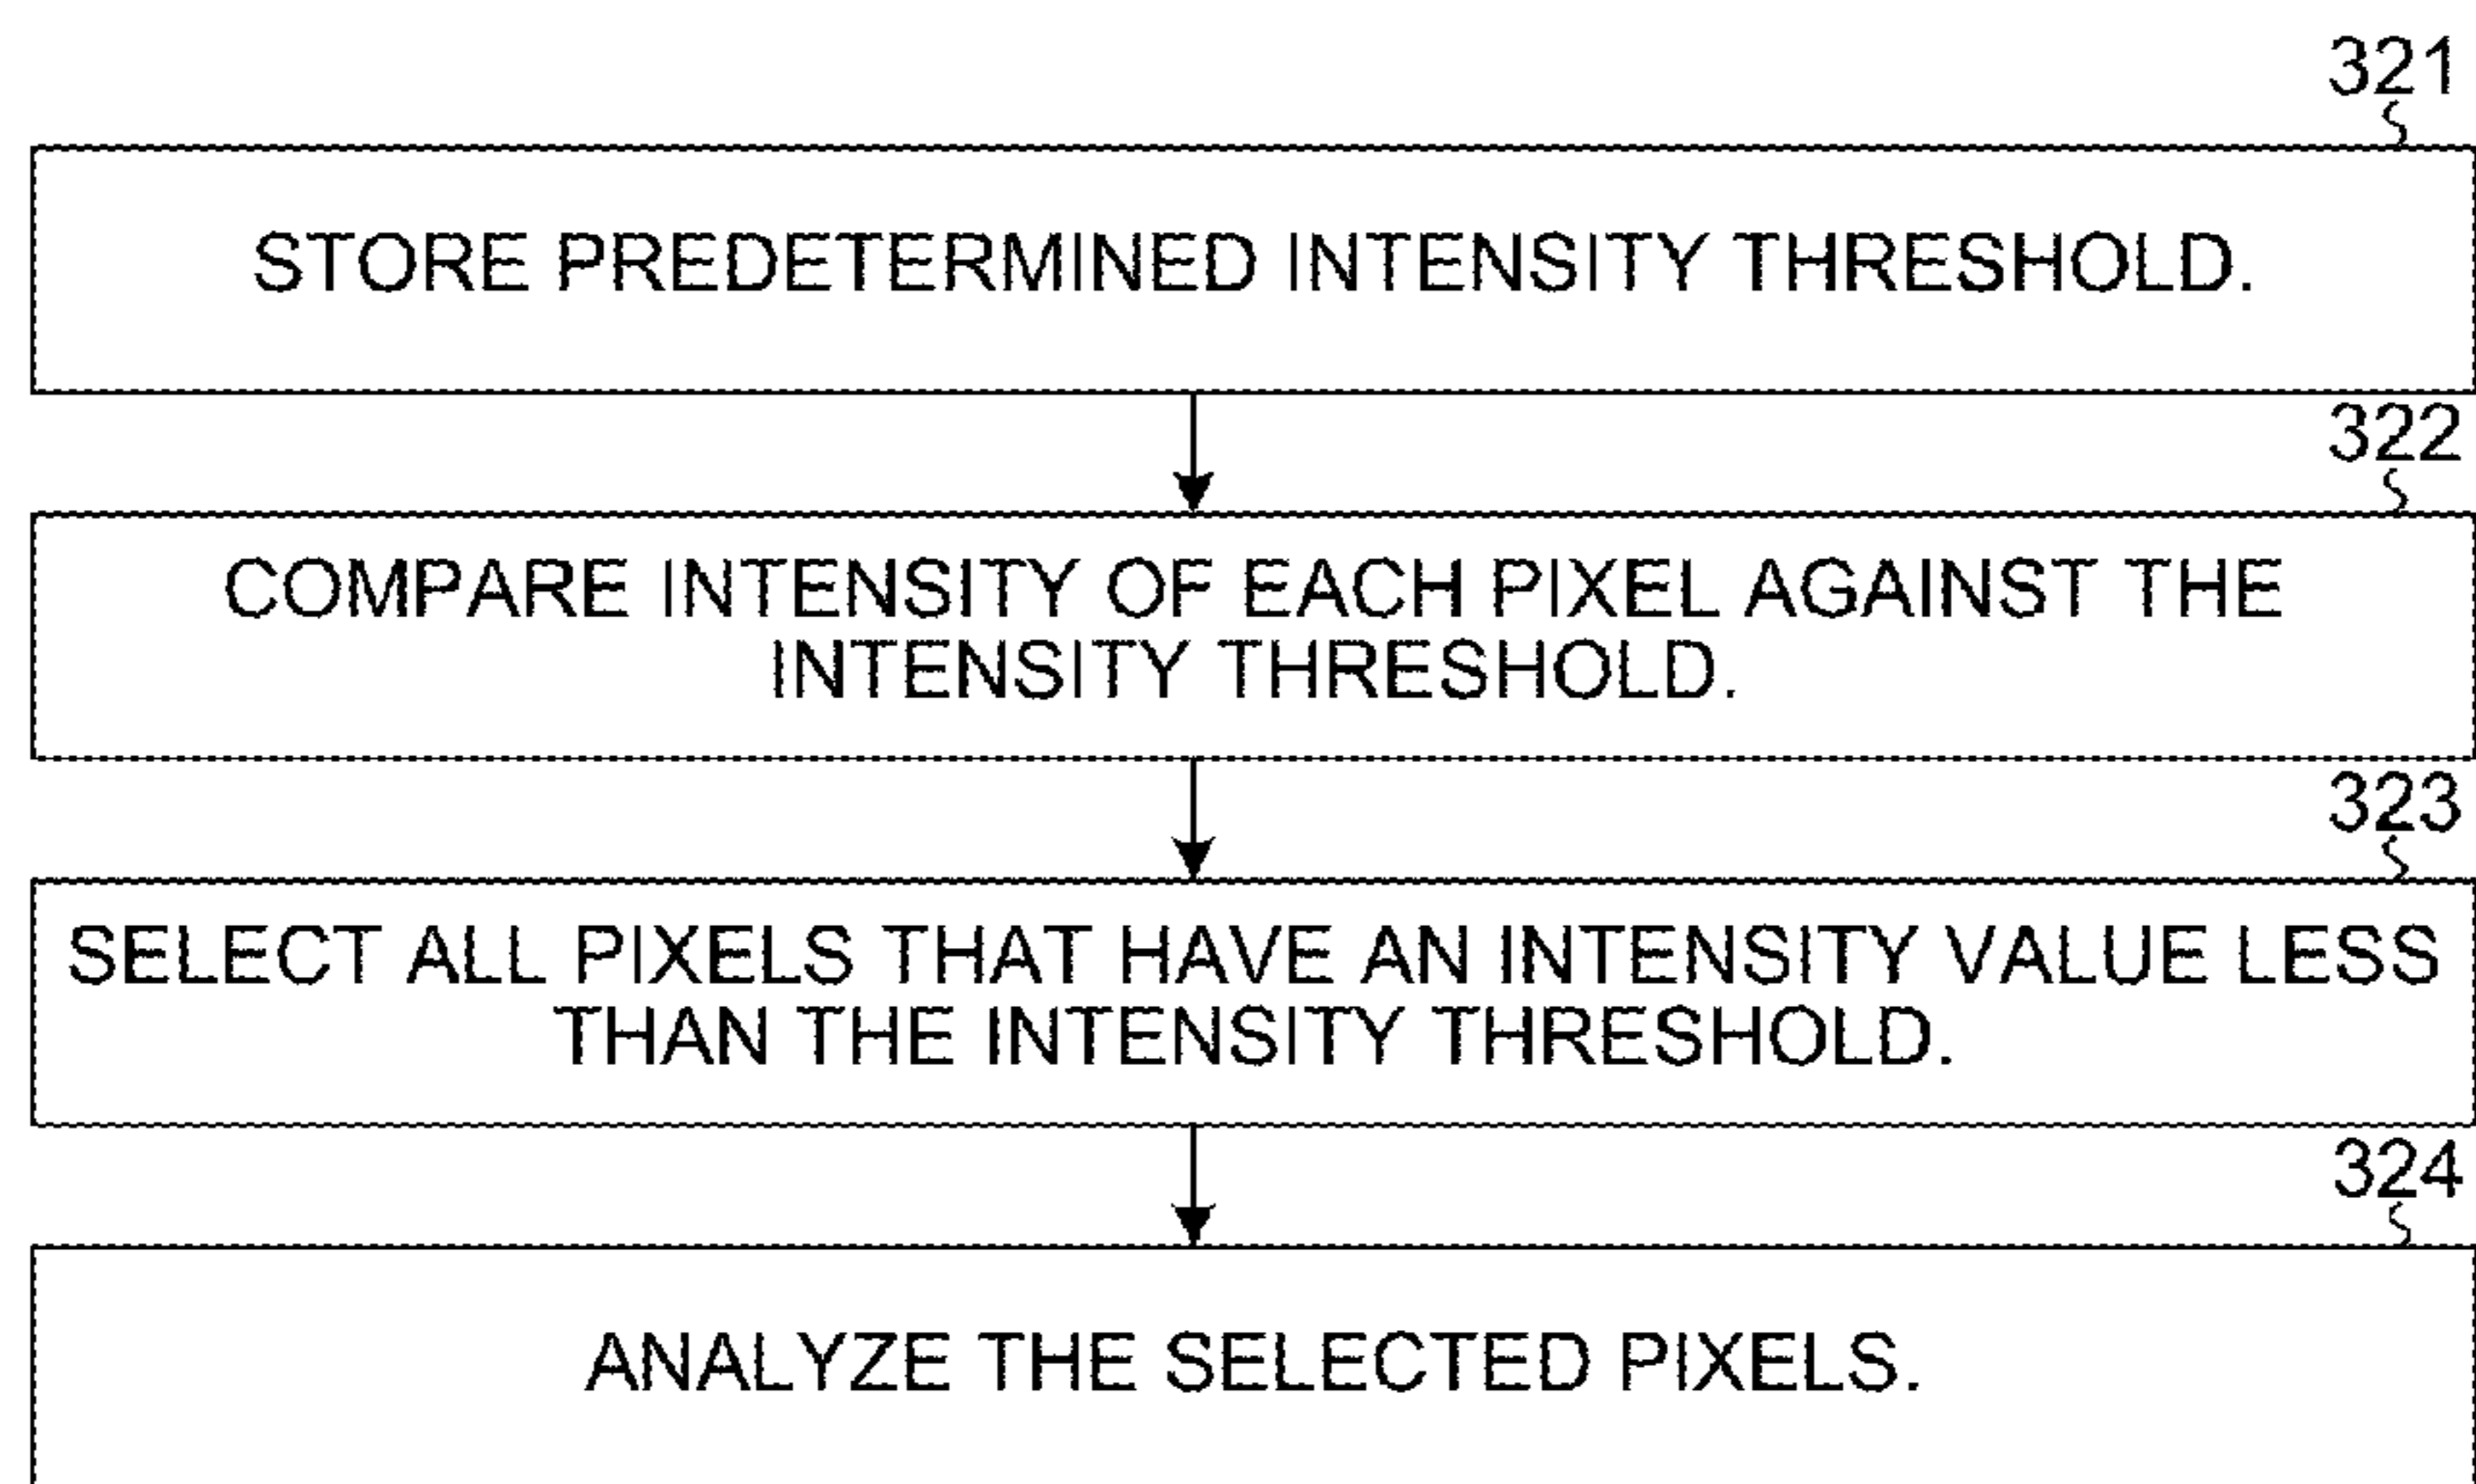 321
STORE PREDETERMINED INTENSITY THRESHOLD.
322
COMPARE INTENSITY OF EACH PIXEL AGAINST THE
INTENSITY THRESHOLD.
323
SELECT ALL PIXELS THAT HAVE AN INTENSITY VALUE LESS
THAN THE INTENSITY THRESHOLD.
324
ANALYZE THE SELECTED PIXELS.